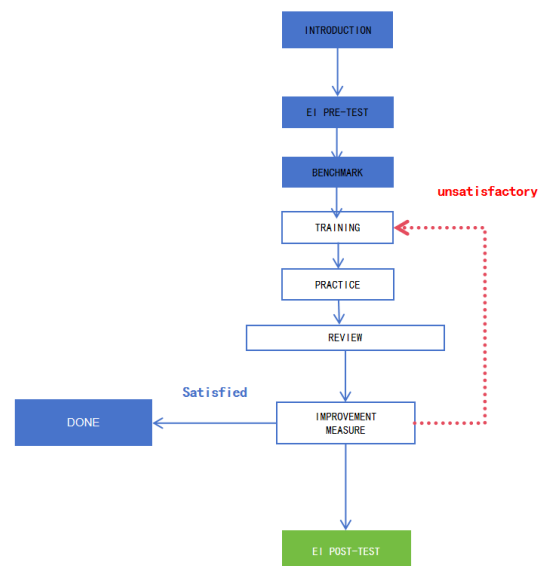 INTRODUCTION
EI PRE-TEST
BENCHMARK
unsatisfactory
TRAINING
PRACTICE
REVIEW
Satisfied
DONE
IMPROVEMENT
MEASURE
EI POST-TEST